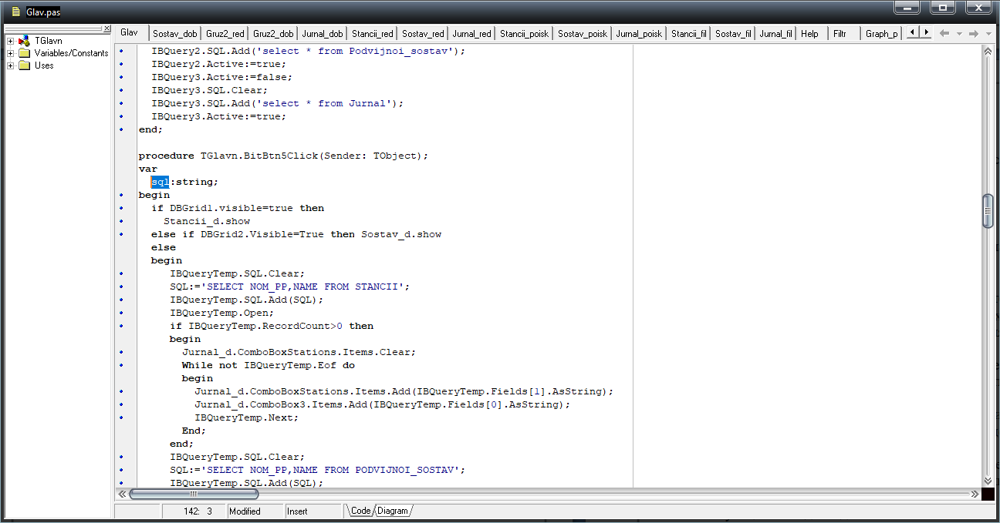 Glav.pas
TGlavn
Variables/Constants
Uses
Glav Sostav_dob Gruz2_red Gruz2_dob Jurnal_dob Stancii_red Sostav_red Jurnal_red Stancii_poisk Sostav_poisk Jurnal_poisk Stancii_fil Sostav_fil Jurnal_fil Help Filtr Graph_p
IBQuery2.SQL.Add('select * from Podvijnoi_sostav');
IBQuery2.Active:=true;
IBQuery3.Active:=false;
IBQuery3.SQL.Clear;
IBQuery3.SQL.Add('select * from Jurnal');
IBQuery3.Active:=true;
end;
procedure TGlavn.BitBtn5Click(Sender: TObject);
var
sql:string;
begin
if DBGrid1.visible=true then
Stancii_d.show
else if DBGrid2.Visible=True then Sostav_d.show
else
begin
IBQueryTemp.SQL.Clear;
SQL:='SELECT NOM_PP,NAME FROM STANCII';
IBQueryTemp.SQL.Add(SQL);
IBQueryTemp.Open;
if IBQueryTemp.RecordCount>0 then
begin
Jurnal_d.ComboBoxStations.Items.Clear;
While not IBQueryTemp.Eof do
begin
Jurnal_d.ComboBoxStations.Items.Add(IBQueryTemp.Fields[1].AsString);
Jurnal_d.ComboBox3.Items.Add(IBQueryTemp.Fields[0].AsString);
IBQueryTemp.Next;
End;
end;
IBQueryTemp.SQL.Clear;
SQL:='SELECT NOM_PP,NAME FROM PODVIJNOI_SOSTAV';
IBQueryTemp.SQL.Add(SQL);
142: 3 Modified Insert Code Diagram